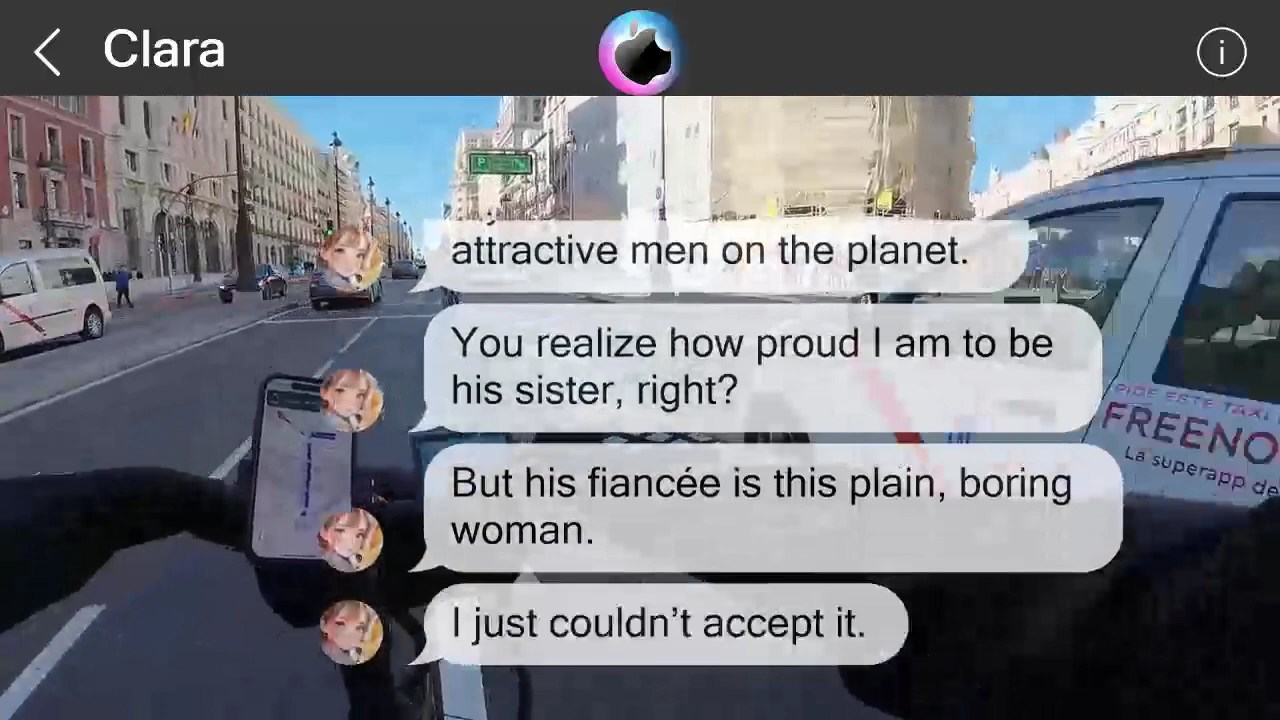 Clara
i
attractive men on the planet.
You realize how proud I am to be
his sister, right?
But his fiancée is this plain, boring
woman.
I just couldn't accept it.
PIDE ESTE TAXI
FREENO
La superapp de